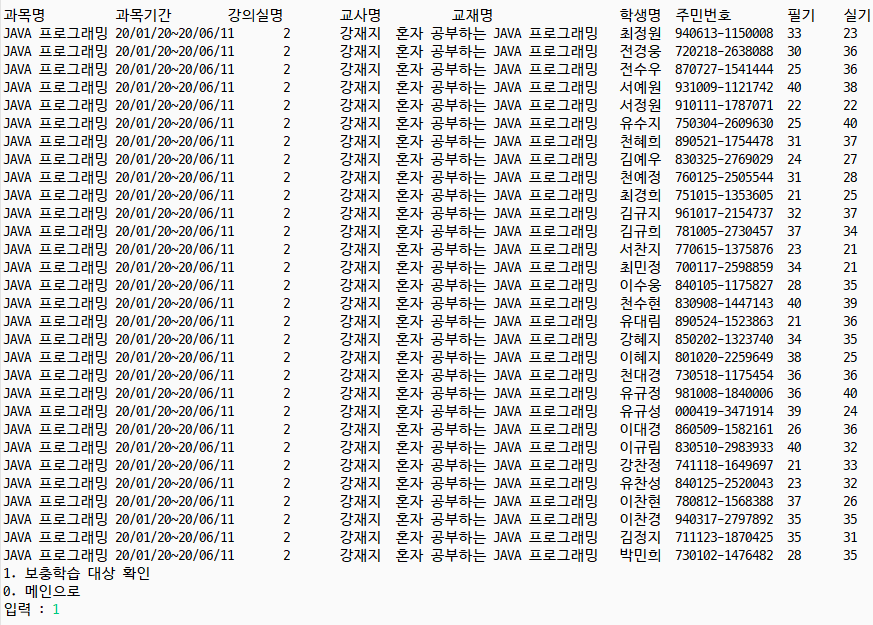 과목명 과목기간 강의실명 교사명 교재명 학생명 주민번호 필기 실기
JAVA 프로그래밍 20/01/20~20/06/11 2 강재지 혼자 공부하는 JAVA 프로그래밍 최정원 940613-1150008 33 23
JAVA 프로그래밍 20/01/20~20/06/11 2 강재지 혼자 공부하는 JAVA 프로그래밍 전경웅 720218-2638088 30 36
JAVA 프로그래밍 20/01/20~20/06/11 2 강재지 혼자 공부하는 JAVA 프로그래밍 전수우 870727-1541444 25 36
JAVA 프로그래밍 20/01/20~20/06/11 2 강재지 혼자 공부하는 JAVA 프로그래밍 서예원 931009-1121742 40 38
JAVA 프로그래밍 20/01/20~20/06/11 2 강재지 혼자 공부하는 JAVA 프로그래밍 서정원 910111-1787071 22 22
JAVA 프로그래밍 20/01/20~20/06/11 2 강재지 혼자 공부하는 JAVA 프로그래밍 유수지 750304-2609630 25 40
JAVA 프로그래밍 20/01/20~20/06/11 2 강재지 혼자 공부하는 JAVA 프로그래밍 천혜희 890521-1754478 31 37
JAVA 프로그래밍 20/01/20~20/06/11 2 강재지 혼자 공부하는 JAVA 프로그래밍 김예우 830325-2769029 24 27
JAVA 프로그래밍 20/01/20~20/06/11 2 강재지 혼자 공부하는 JAVA 프로그래밍 천예정 760125-2505544 31 28
JAVA 프로그래밍 20/01/20~20/06/11 2 강재지 혼자 공부하는 JAVA 프로그래밍 최경희 751015-1353605 21 25
JAVA 프로그래밍 20/01/20~20/06/11 2 강재지 혼자 공부하는 JAVA 프로그래밍 김규지 961017-2154737 32 37
JAVA 프로그래밍 20/01/20~20/06/11 2 강재지 혼자 공부하는 JAVA 프로그래밍 김규희 781005-2730457 37 34
JAVA 프로그래밍 20/01/20~20/06/11 2 강재지 혼자 공부하는 JAVA 프로그래밍 서찬지 770615-1375876 23 21
JAVA 프로그래밍 20/01/20~20/06/11 2 강재지 혼자 공부하는 JAVA 프로그래밍 최민정 700117-2598859 34 21
JAVA 프로그래밍 20/01/20~20/06/11 2 강재지 혼자 공부하는 JAVA 프로그래밍 이수웅 840105-1175827 28 35
JAVA 프로그래밍 20/01/20~20/06/11 2 강재지 혼자 공부하는 JAVA 프로그래밍 천수현 830908-1447143 40 39
JAVA 프로그래밍 20/01/20~20/06/11 2 강재지 혼자 공부하는 JAVA 프로그래밍 유대림 890524-1523863 21 36
JAVA 프로그래밍 20/01/20~20/06/11 2 강재지 혼자 공부하는 JAVA 프로그래밍 강혜지 850202-1323740 34 35
JAVA 프로그래밍 20/01/20~20/06/11 2 강재지 혼자 공부하는 JAVA 프로그래밍 이혜지 801020-2259649 38 25
JAVA 프로그래밍 20/01/20~20/06/11 2 강재지 혼자 공부하는 JAVA 프로그래밍 천대경 730518-1175454 36 36
JAVA 프로그래밍 20/01/20~20/06/11 2 강재지 혼자 공부하는 JAVA 프로그래밍 유규정 981008-1840006 36 40
JAVA 프로그래밍 20/01/20~20/06/11 2 강재지 혼자 공부하는 JAVA 프로그래밍 유규성 000419-3471914 39 24
JAVA 프로그래밍 20/01/20~20/06/11 2 강재지 혼자 공부하는 JAVA 프로그래밍 이대경 860509-1582161 26 36
JAVA 프로그래밍 20/01/20~20/06/11 2 강재지 혼자 공부하는 JAVA 프로그래밍 이규림 830510-2983933 40 32
JAVA 프로그래밍 20/01/20~20/06/11 2 강재지 혼자 공부하는 JAVA 프로그래밍 강찬정 741118-1649697 21 33
JAVA 프로그래밍 20/01/20~20/06/11 2 강재지 혼자 공부하는 JAVA 프로그래밍 유찬성 840125-2520043 23 32
JAVA 프로그래밍 20/01/20~20/06/11 2 강재지 혼자 공부하는 JAVA 프로그래밍 이찬현 780812-1568388 37 26
JAVA 프로그래밍 20/01/20~20/06/11 2 강재지 혼자 공부하는 JAVA 프로그래밍 이찬경 940317-2797892 35 35
JAVA 프로그래밍 20/01/20~20/06/11 2 강재지 혼자 공부하는 JAVA 프로그래밍 김정지 711123-1870425 35 31
JAVA 프로그래밍 20/01/20~20/06/11 2 강재지 혼자 공부하는 JAVA 프로그래밍 박민희 730102-1476482 28 35
1. 보충학습 대상 확인
0. 메인으로
입력 : 1